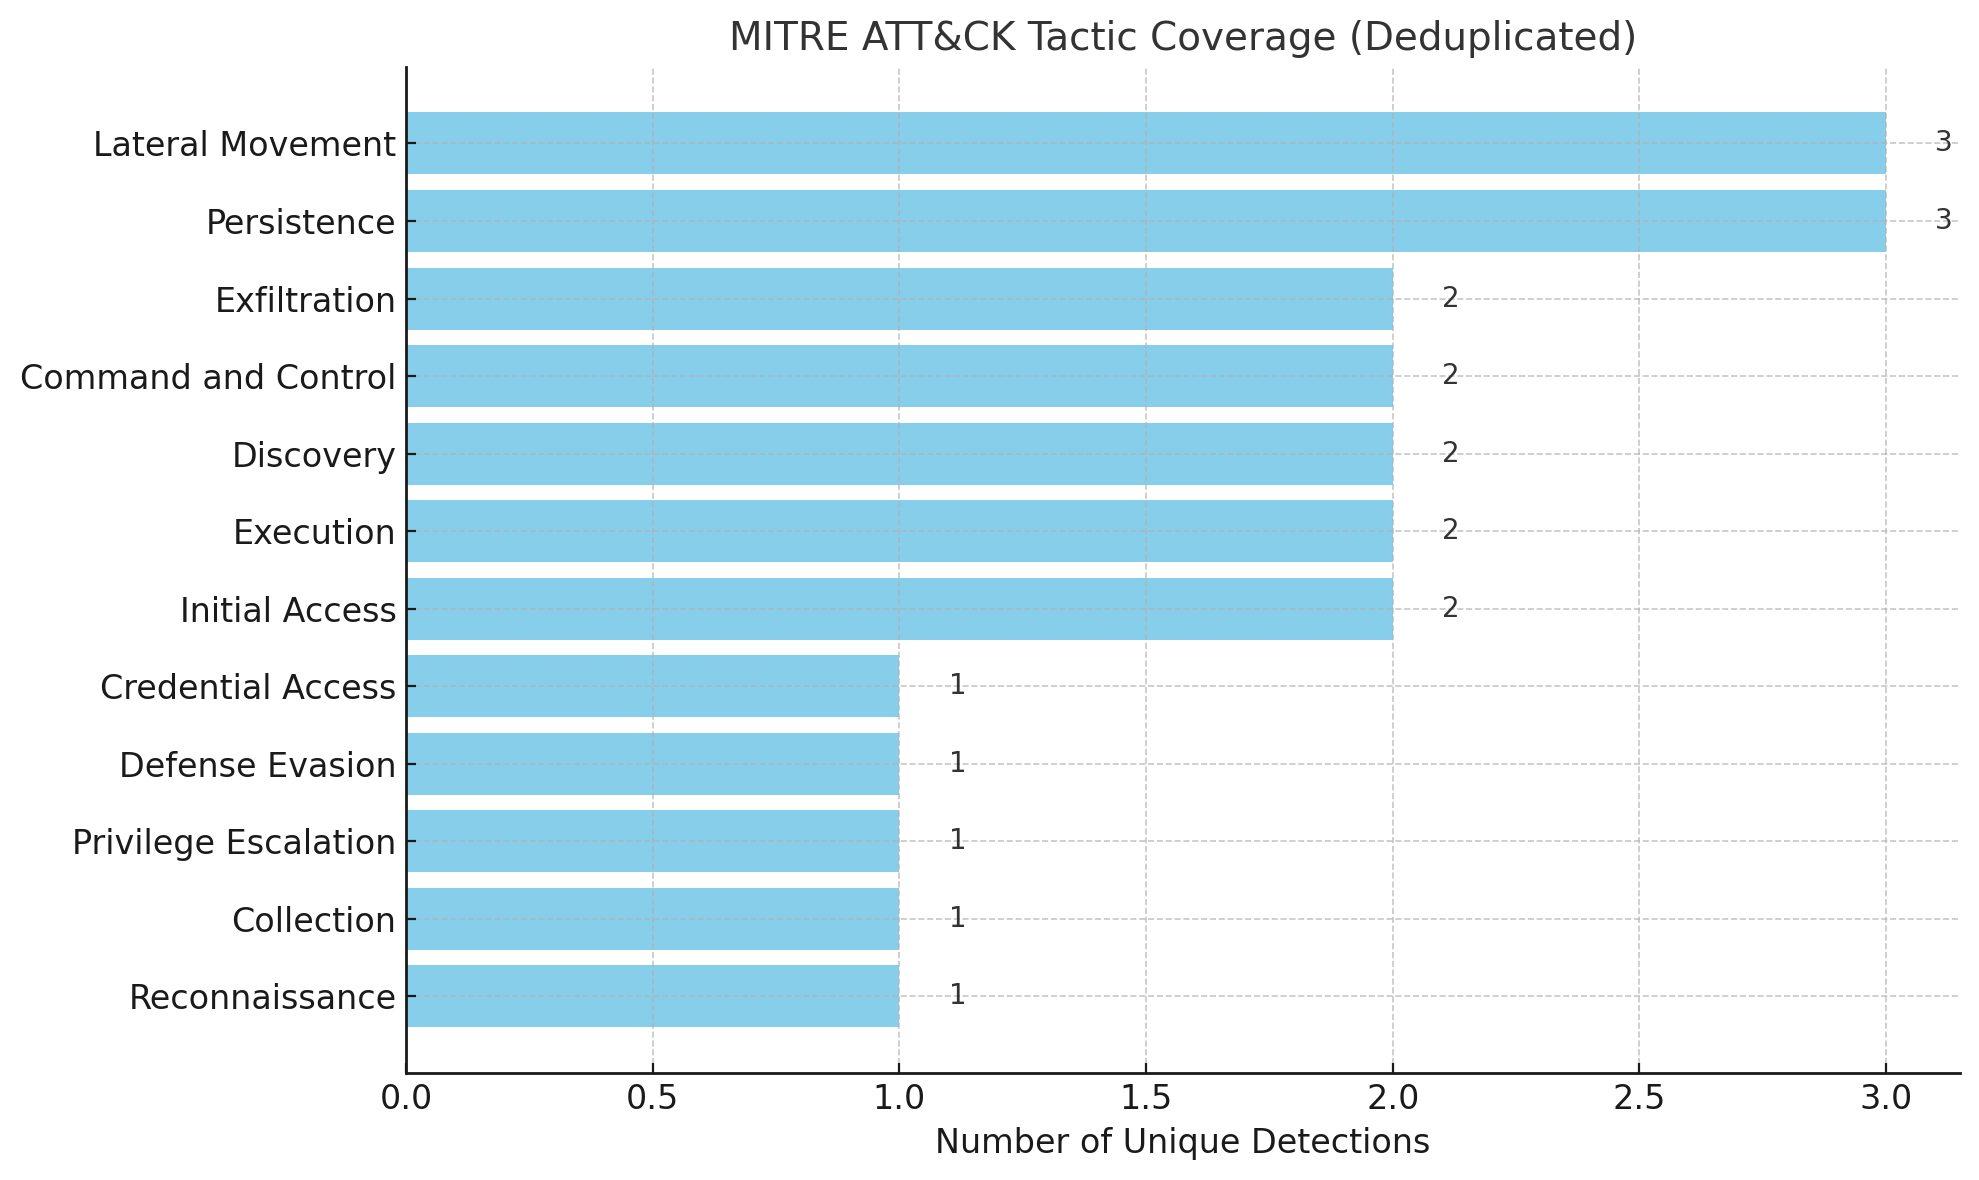 MITRE ATT&CK Tactic Coverage (Deduplicated)
Lateral Movement 3
Persistence 3
Exfiltration 2
Command and Control 2
Discovery 2
Execution 2
Initial Access 2
Credential Access 1
Defense Evasion 1
Privilege Escalation 1
Collection 1
Reconnaissance 1
0.0 0.5 1.0 1.5 2.0 2.5 3.0
Number of Unique Detections